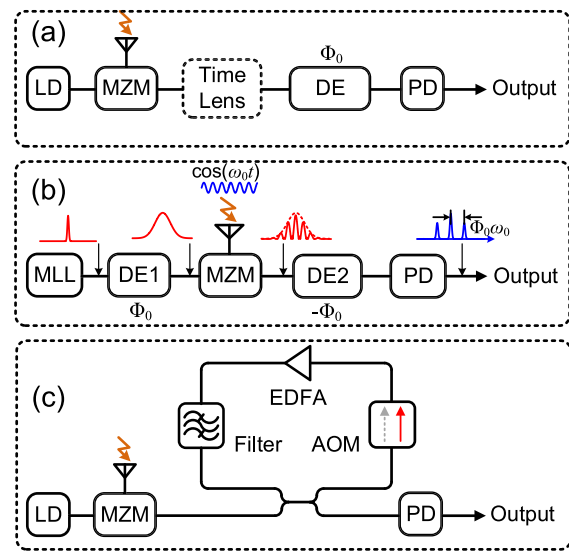 (a)
Φ₀
LD MZM Time Lens DE PD Output
(b)
cos(ω₀t)
Φ₀ω₀
MLL DE1 MZM DE2 PD Output
Φ₀ -Φ₀
(c)
EDFA
Filter AOM
LD MZM PD Output